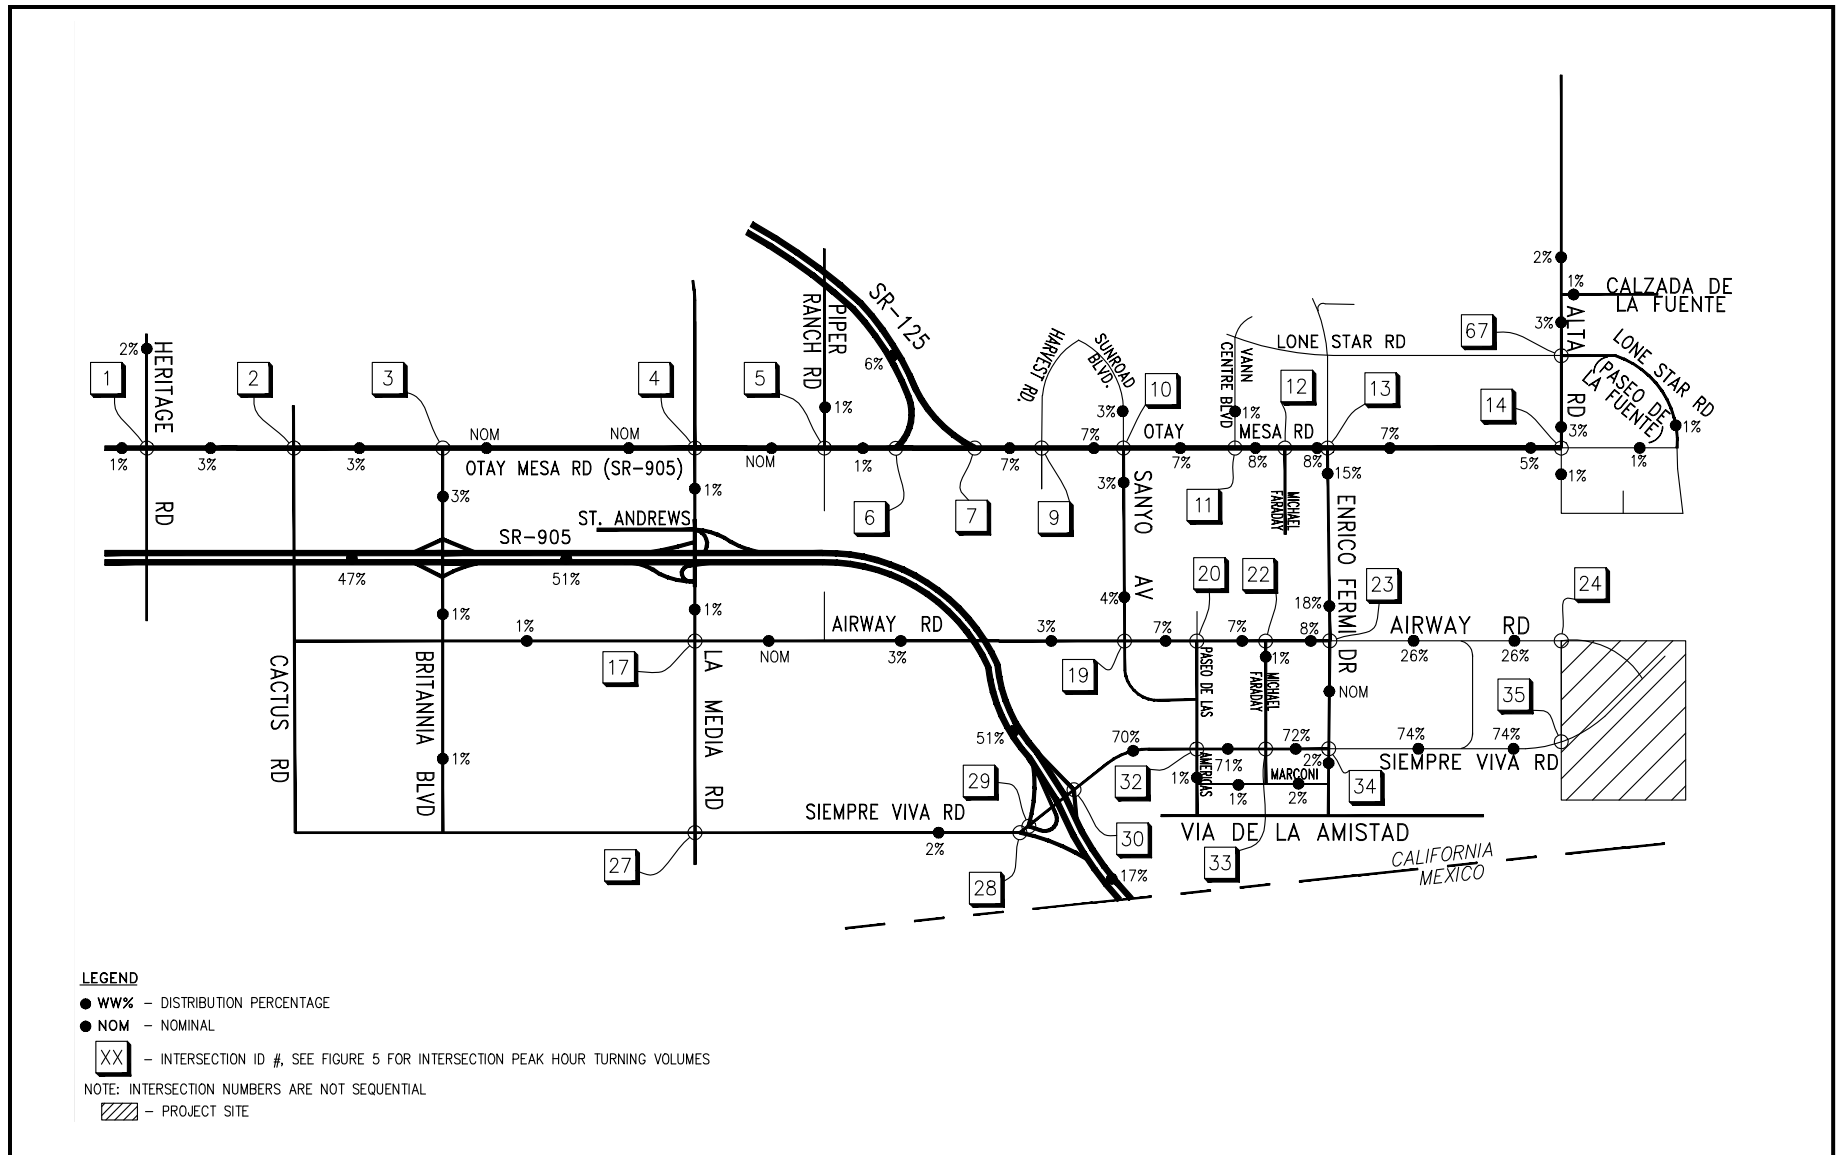 2%
1%
CALZADA DE
LA FUENTE
3%
ALTA
RD
67
LONE STAR RD
LONE STAR RD
(PASEO DE
LA FUENTE)
SR-125
6%
PIPER
RANCH RD
1%
HARVEST RD.
SUNROAD
BLVD.
3%
VANN
CENTRE BLVD
1%
2%
HERITAGE
RD
1
2
3
4
5
10
12
13
14
3%
1%
1%
3%
3%
NOM
NOM
NOM
1%
7%
7%
OTAY
MESA RD
7%
8%
8%
7%
5%
1%
OTAY MESA RD (SR-905)
3%
1%
3%
SANYO
AV
15%
1%
6
7
9
11
MICHAEL
FARADAY
ENRICO FERMI DR
ST. ANDREWS
SR-905
47%
51%
20
22
23
24
1%
1%
4%
18%
1%
AIRWAY RD
3%
7%
7%
8%
AIRWAY RD
NOM
3%
26%
26%
17
19
CACTUS RD
BRITANNIA BLVD
LA MEDIA RD
PASEO DE LAS
AMERICAS
1%
MICHAEL
FARADAY
NOM
35
51%
70%
71%
72%
74%
74%
1%
SIEMPRE VIVA RD
29
32
1%
MARCONI
2%
1%
2%
34
SIEMPRE VIVA RD
2%
VIA DE LA AMISTAD
27
28
30
33
17%
CALIFORNIA
MEXICO
LEGEND
WW% – DISTRIBUTION PERCENTAGE
NOM – NOMINAL
XX – INTERSECTION ID #, SEE FIGURE 5 FOR INTERSECTION PEAK HOUR TURNING VOLUMES
NOTE: INTERSECTION NUMBERS ARE NOT SEQUENTIAL
– PROJECT SITE